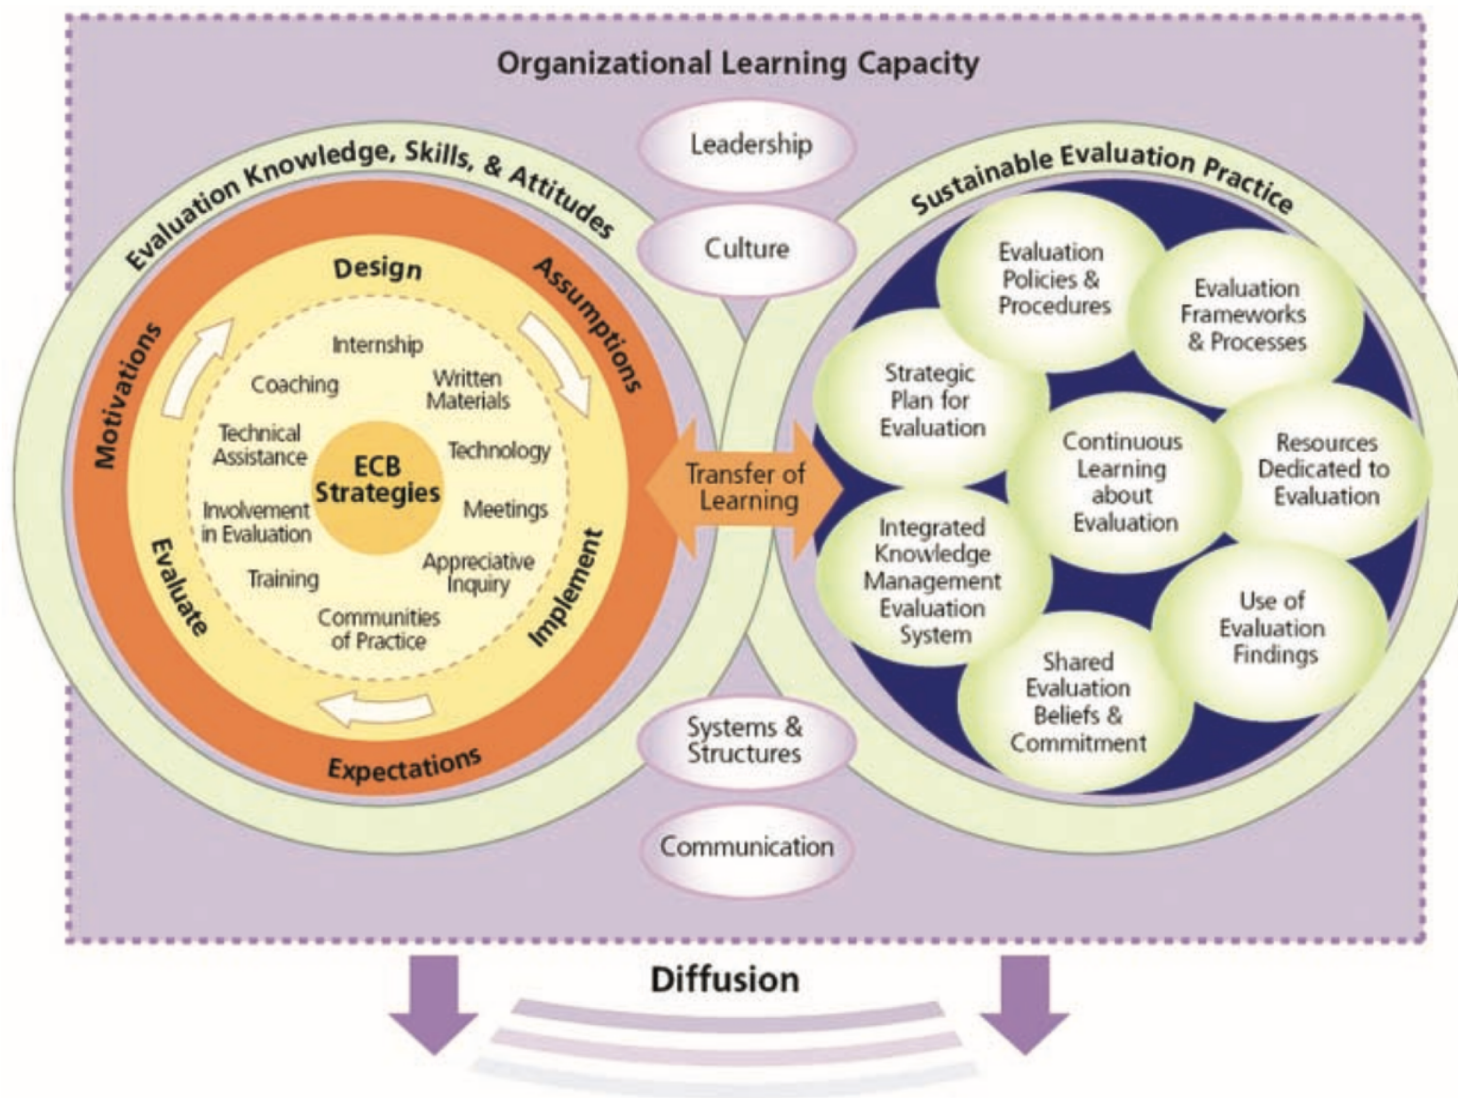 Organizational Learning Capacity
Leadership
Culture
Evaluation Knowledge, Skills, & Attitudes
Motivations
Assumptions
Expectations
Design
Implement
Evaluate
Internship
Coaching
Written
Materials
Technical
Assistance
Technology
ECB
Strategies
Involvement
in Evaluation
Meetings
Training
Appreciative
Inquiry
Communities
of Practice
Transfer of
Learning
Sustainable Evaluation Practice
Evaluation
Policies &
Procedures
Evaluation
Frameworks
& Processes
Strategic
Plan for
Evaluation
Continuous
Learning
about
Evaluation
Resources
Dedicated to
Evaluation
Integrated
Knowledge
Management
Evaluation
System
Use of
Evaluation
Findings
Shared
Evaluation
Beliefs &
Commitment
Systems &
Structures
Communication
Diffusion